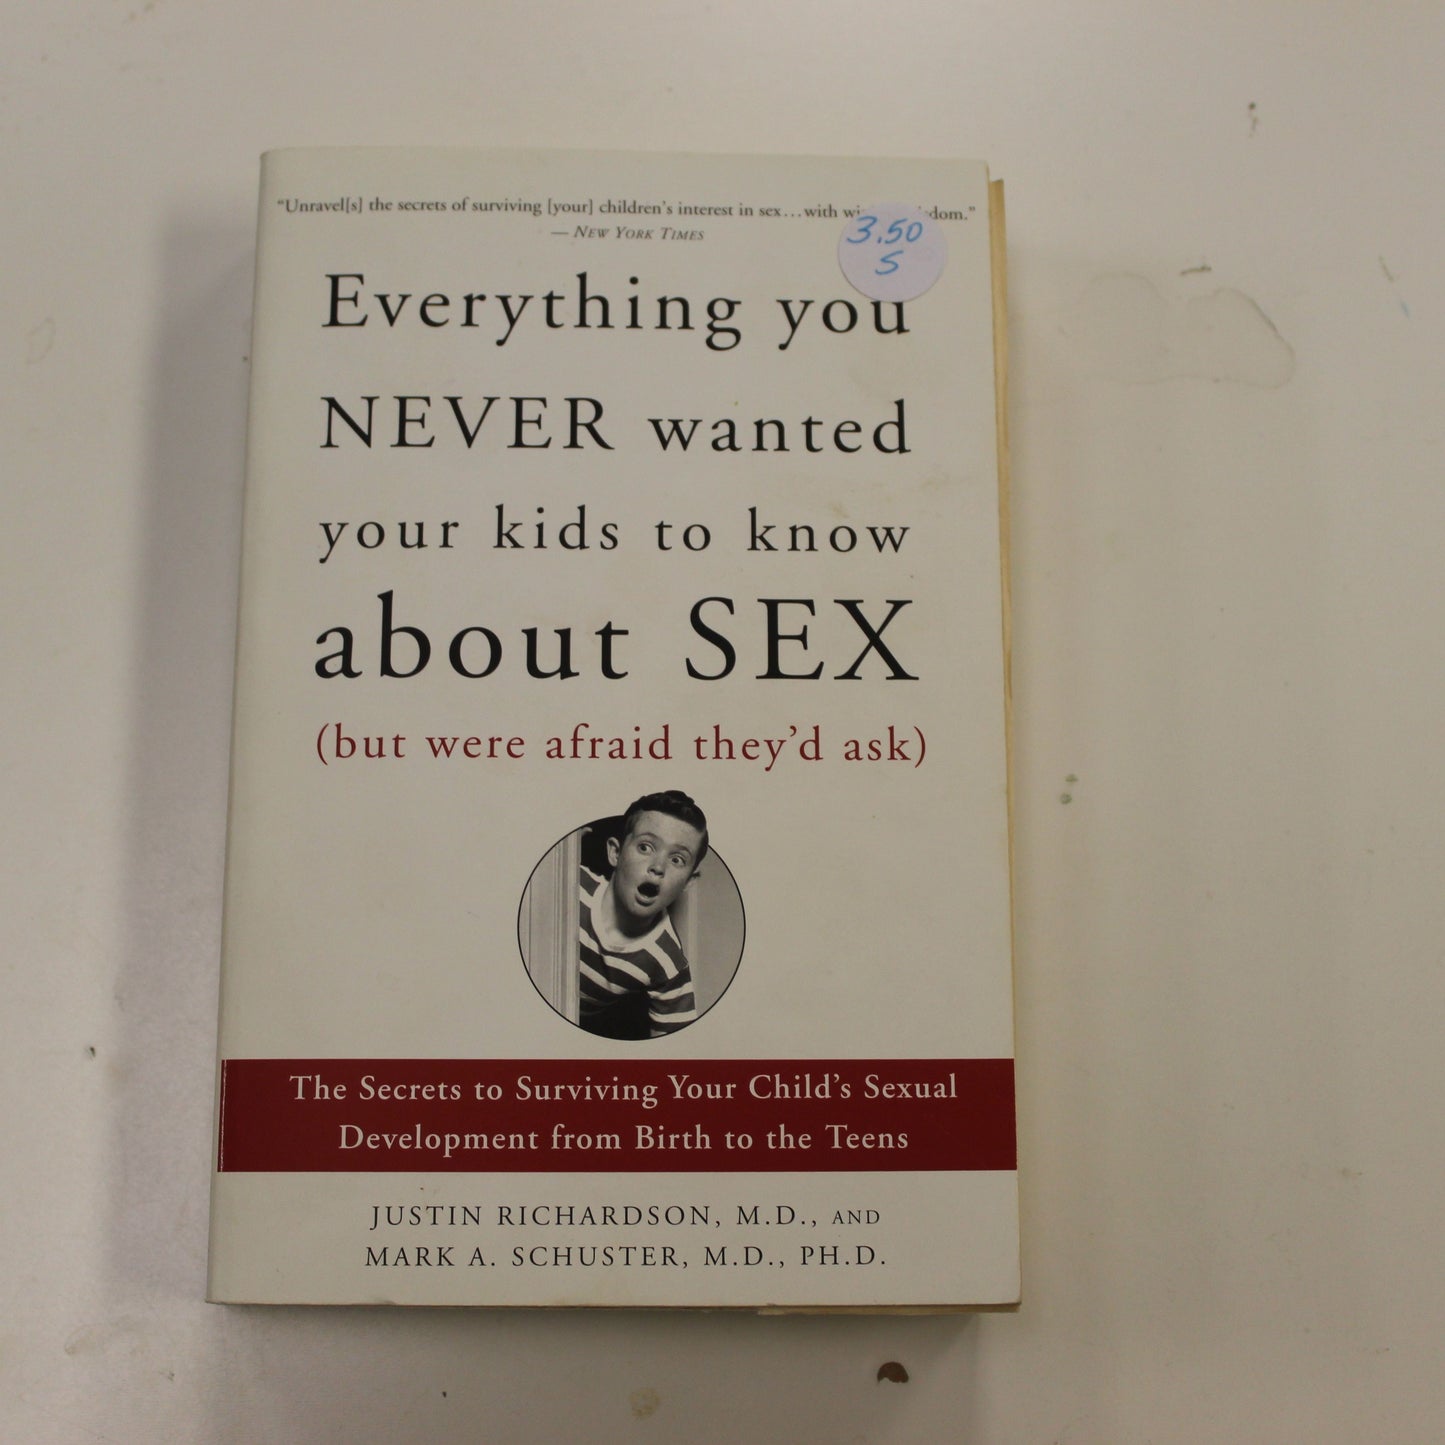 "Unravel[s] the secrets of surviving [your] children's interest in sex...with
— NEW YORK TIMES
3.50
S
Everything you
NEVER wanted
your kids to know
about SEX
(but were afraid they'd ask)
The Secrets to Surviving Your Child's Sexual
Development from Birth to the Teens
JUSTIN RICHARDSON, M.D., AND
MARK A. SCHUSTER, M.D., PH.D.